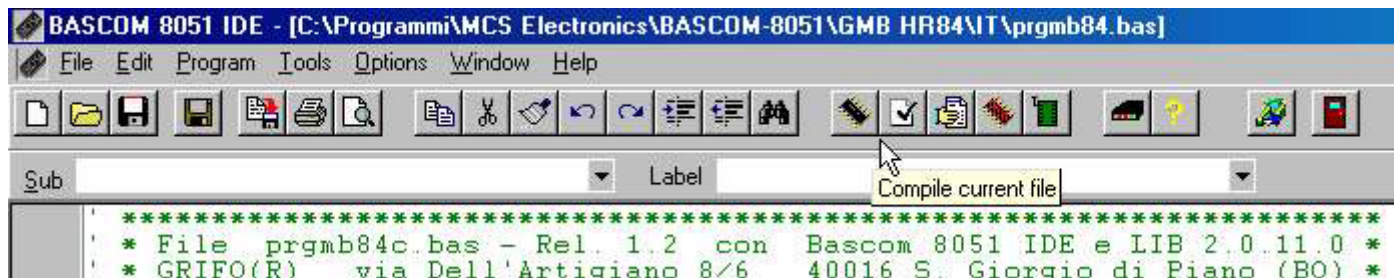 BASCOM 8051 IDE - [C:\Programmi\MCS Electronics\BASCOM-8051\GMB HR84\IT\prgmb84.bas]
File Edit Program Tools Options Window Help
Sub Label
Compile current file
' ******************************************************************************
' * File prgmb84c.bas - Rel. 1.2 con Bascom 8051 IDE e LIB 2.0.11.0 *
' * GRIFO(R) via Dell'Artigiano 8/6 40016 S. Giorgio di Piano (BO) *